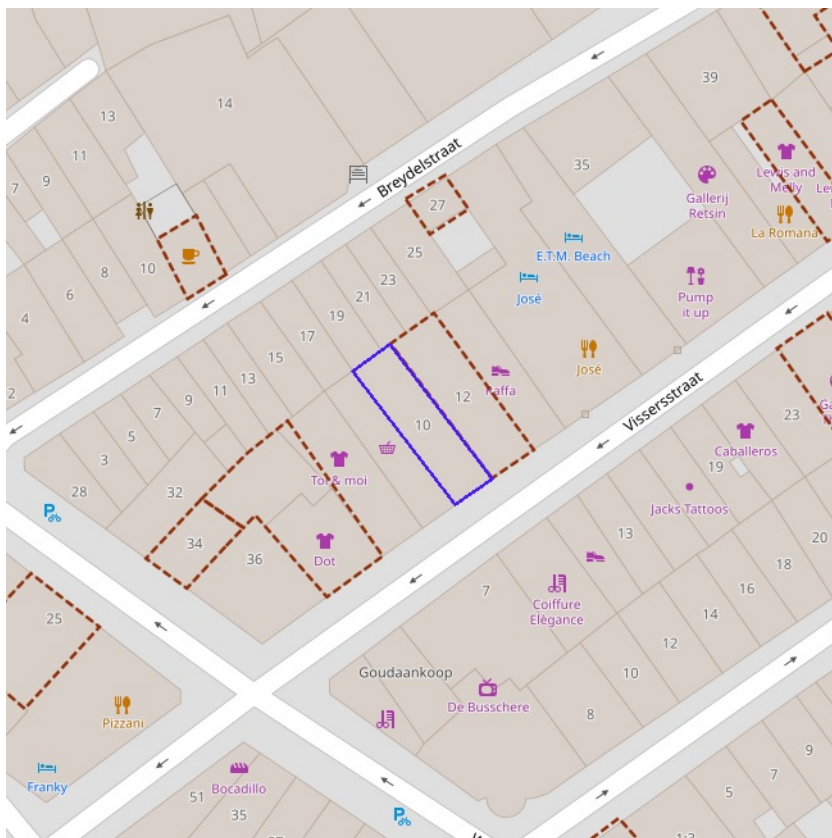 39
13
14
11
Breydelstraat
35
7
9
Lewis and
Melly
Gallerij
Retsin
27
La Romana
25
E.T.M. Beach
10
8
23
José
6
21
Pump
it up
4
19
17
15
José
2
13
12
Raffa
11
9
Vissersstraat
7
10
23
5
Caballeros
3
19
Toi & moi
28
32
P
Jacks Tattoos
13
34
36
Dot
20
18
7
16
Coiffure
Elégance
14
25
12
Goudaankoop
10
De Busschere
8
Pizzani
9
Franky
Bocadillo
7
51
5
35
P